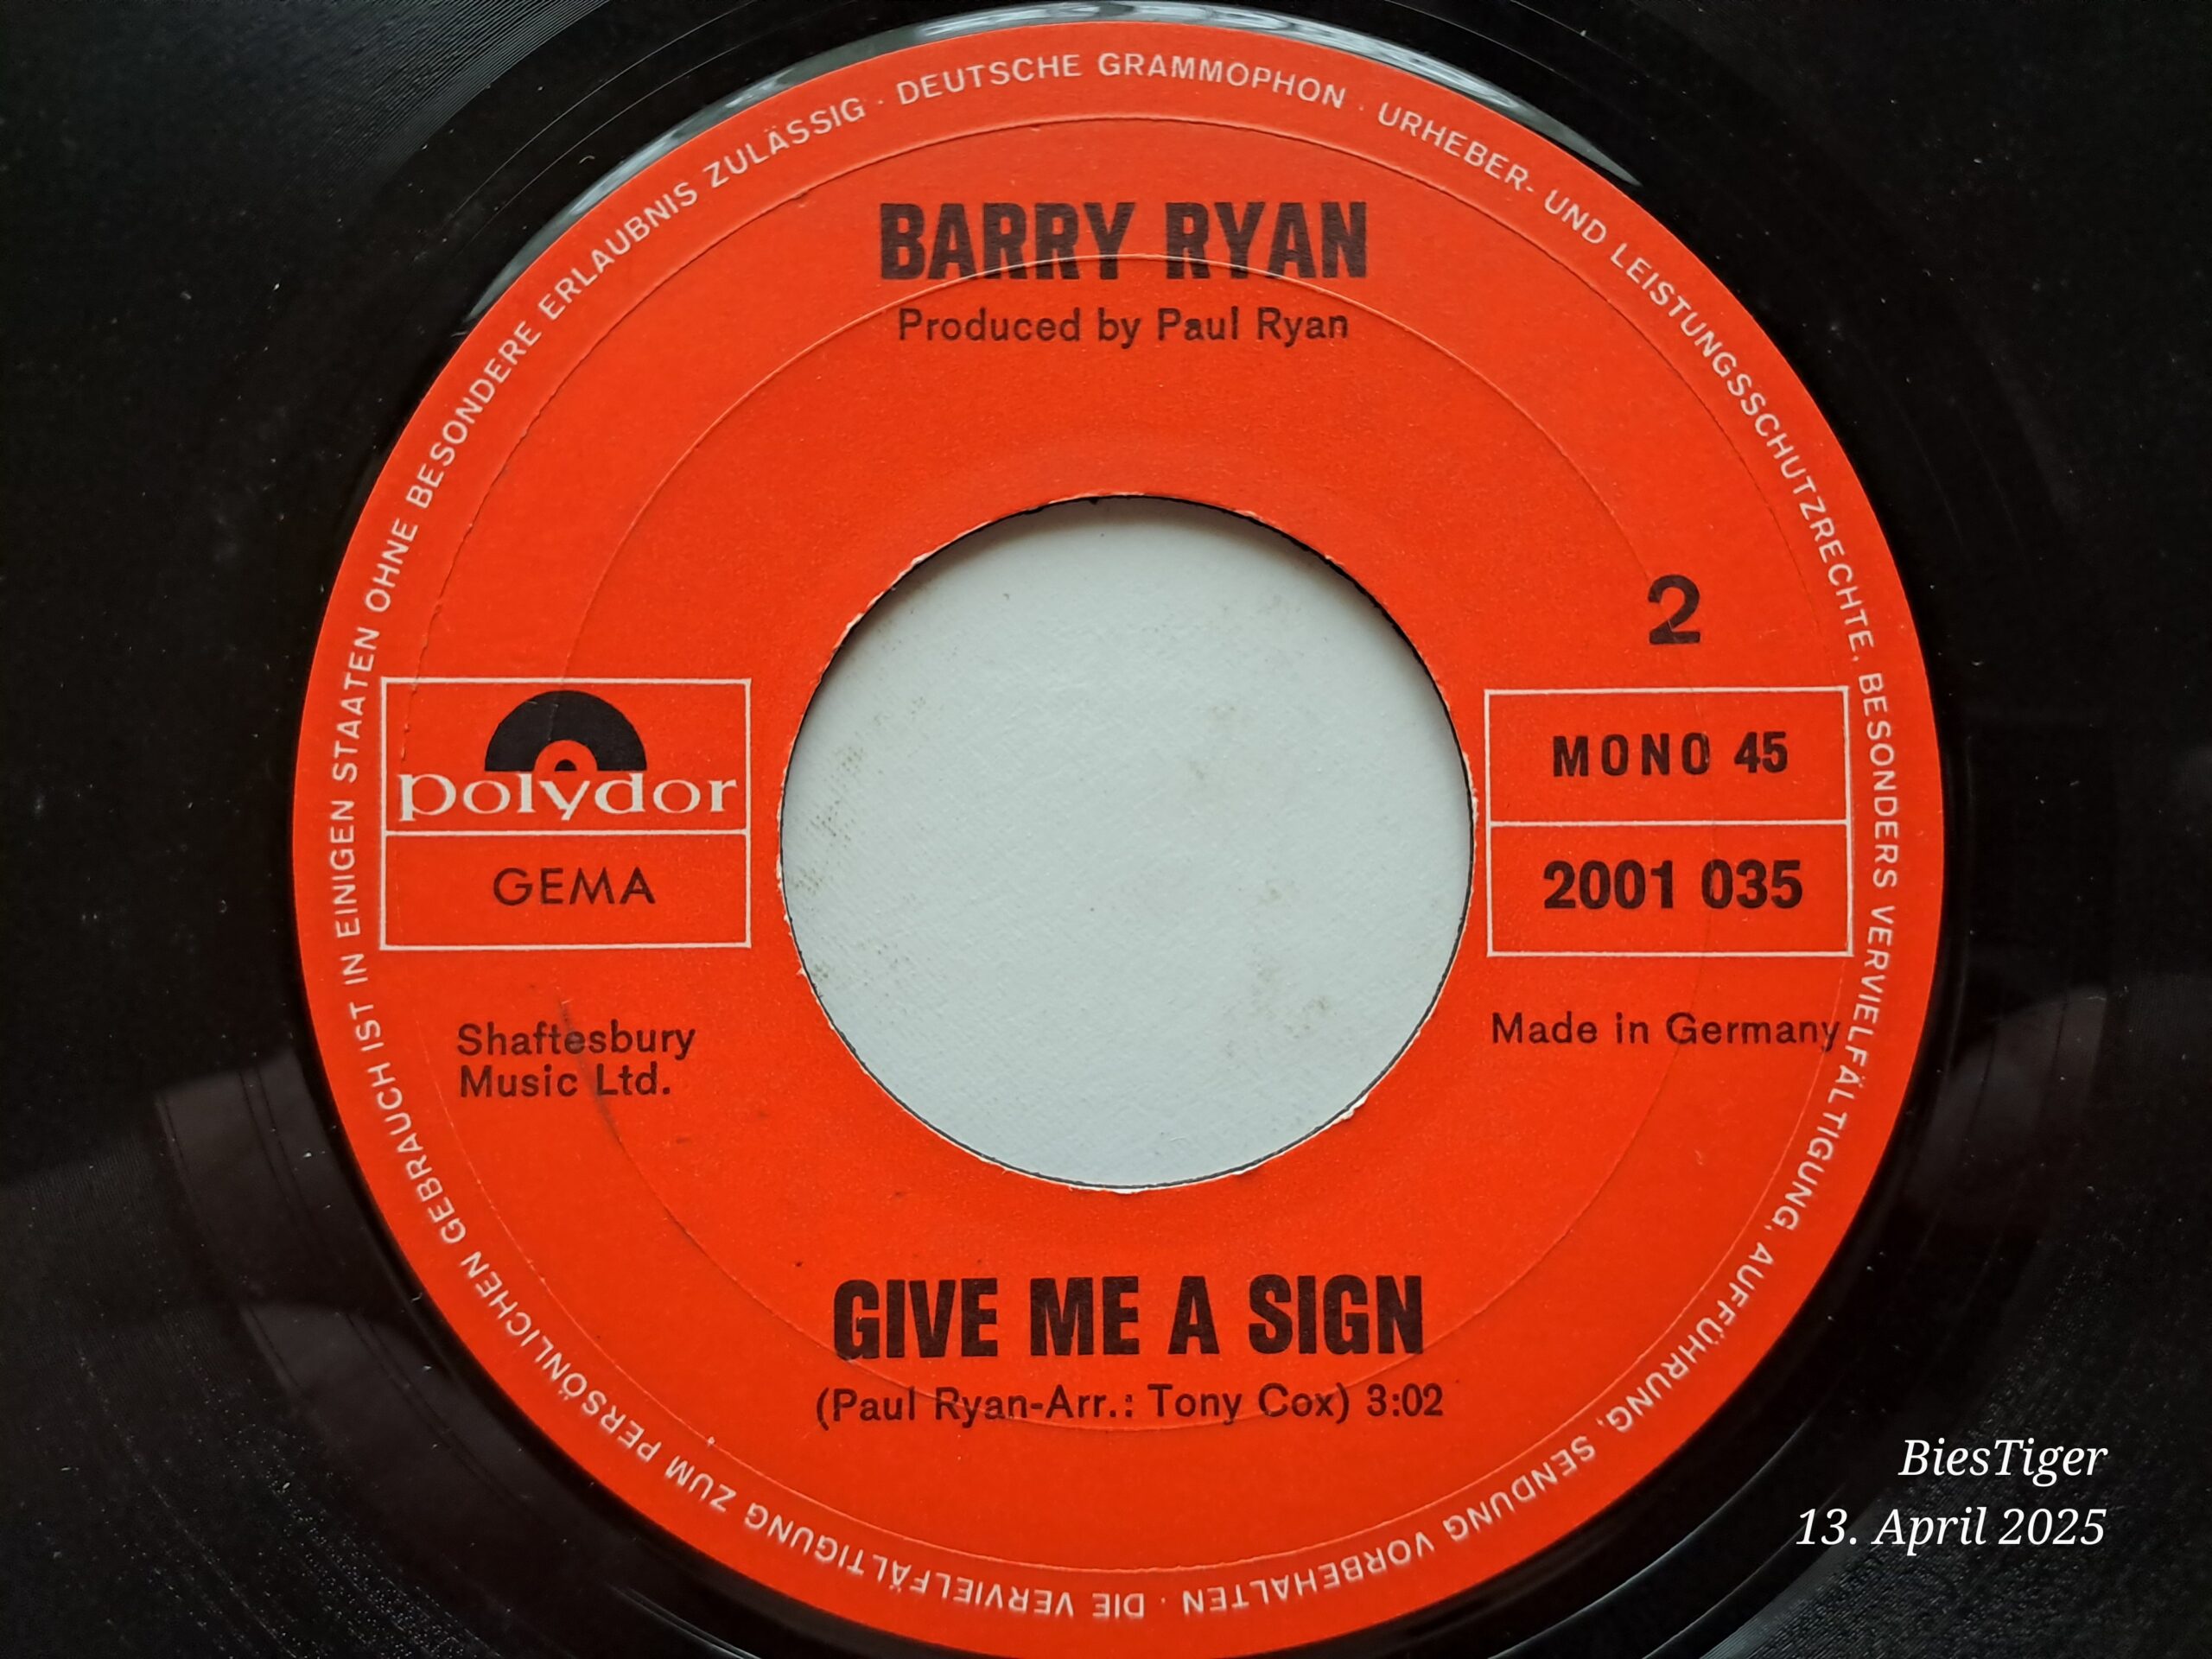 DEUTSCHE GRAMMOPHON · URHEBER- UND LEISTUNGSSCHUTZRECHTE, BESONDERS VERVIELFÄLTIGUNG, AUFFÜHRUNG, SENDUNG VORBEHALTEN · DIE VERVIELFÄLTIGUNG ZUM PERSÖNLICHEN GEBRAUCH IST IN EINIGEN STAATEN OHNE BESONDERE ERLAUBNIS ZULÄSSIG ·
BARRY RYAN
Produced by Paul Ryan
2
polydor
GEMA
MONO 45
2001 035
Shaftesbury
Music Ltd.
Made in Germany
GIVE ME A SIGN
(Paul Ryan-Arr.: Tony Cox) 3:02
BiesTiger
13. April 2025